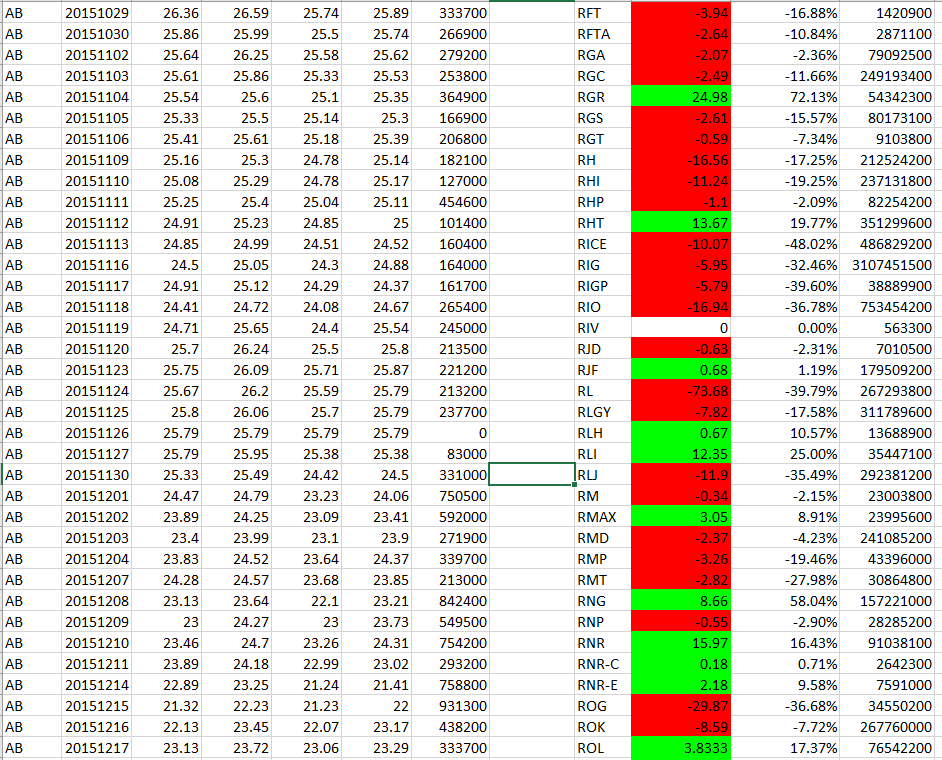 AB 20151029 26.36 26.59 25.74 25.89 333700 RFT -3.94 -16.88% 1420900
AB 20151030 25.86 25.99 25.5 25.74 266900 RFTA -2.64 -10.84% 2871100
AB 20151102 25.64 26.25 25.58 25.62 279200 RGA -2.07 -2.36% 79092500
AB 20151103 25.61 25.86 25.33 25.53 253800 RGC -2.49 -11.66% 249193400
AB 20151104 25.54 25.6 25.1 25.35 364900 RGR 24.98 72.13% 54342300
AB 20151105 25.33 25.5 25.14 25.3 166900 RGS -2.61 -15.57% 80173100
AB 20151106 25.41 25.61 25.18 25.39 206800 RGT -0.59 -7.34% 9103800
AB 20151109 25.16 25.3 24.78 25.14 182100 RH -16.56 -17.25% 212524200
AB 20151110 25.08 25.29 24.78 25.17 127000 RHI -11.24 -19.25% 237131800
AB 20151111 25.25 25.4 25.04 25.11 454600 RHP -1.1 -2.09% 82254200
AB 20151112 24.91 25.23 24.85 25 101400 RHT 13.67 19.77% 351299600
AB 20151113 24.85 24.99 24.51 24.52 160400 RICE -10.07 -48.02% 486829200
AB 20151116 24.5 25.05 24.3 24.88 164000 RIG -5.95 -32.46% 3107451500
AB 20151117 24.91 25.12 24.29 24.37 161700 RIGP -5.79 -39.60% 38889900
AB 20151118 24.41 24.72 24.08 24.67 265400 RIO -16.94 -36.78% 753454200
AB 20151119 24.71 25.65 24.4 25.54 245000 RIV 0 0.00% 563300
AB 20151120 25.7 26.24 25.5 25.8 213500 RJD -0.63 -2.31% 7010500
AB 20151123 25.75 26.09 25.71 25.87 221200 RJF 0.68 1.19% 179509200
AB 20151124 25.67 26.2 25.59 25.79 213200 RL -73.68 -39.79% 267293800
AB 20151125 25.8 26.06 25.7 25.79 237700 RLGY -7.82 -17.58% 311789600
AB 20151126 25.79 25.79 25.79 25.79 0 RLH 0.67 10.57% 13688900
AB 20151127 25.79 25.95 25.38 25.38 83000 RLI 12.35 25.00% 35447100
AB 20151130 25.33 25.49 24.42 24.5 331000 RLJ -11.9 -35.49% 292381200
AB 20151201 24.47 24.79 23.23 24.06 750500 RM -0.34 -2.15% 23003800
AB 20151202 23.89 24.25 23.09 23.41 592000 RMAX 3.05 8.91% 23995600
AB 20151203 23.4 23.99 23.1 23.9 271900 RMD -2.37 -4.23% 241085200
AB 20151204 23.83 24.52 23.64 24.37 339700 RMP -3.26 -19.46% 43396000
AB 20151207 24.28 24.57 23.68 23.85 213000 RMT -2.82 -27.98% 30864800
AB 20151208 23.13 23.64 22.1 23.21 842400 RNG 8.66 58.04% 157221000
AB 20151209 23 24.27 23 23.73 549500 RNP -0.55 -2.90% 28285200
AB 20151210 23.46 24.7 23.26 24.31 754200 RNR 15.97 16.43% 91038100
AB 20151211 23.89 24.18 22.99 23.02 293200 RNR-C 0.18 0.71% 2642300
AB 20151214 22.89 23.25 21.24 21.41 758800 RNR-E 2.18 9.58% 7591000
AB 20151215 21.32 22.23 21.23 22 931300 ROG -29.87 -36.68% 34550200
AB 20151216 22.13 23.45 22.07 23.17 438200 ROK -8.59 -7.72% 267760000
AB 20151217 23.13 23.72 23.06 23.29 333700 ROL 3.8333 17.37% 76542200